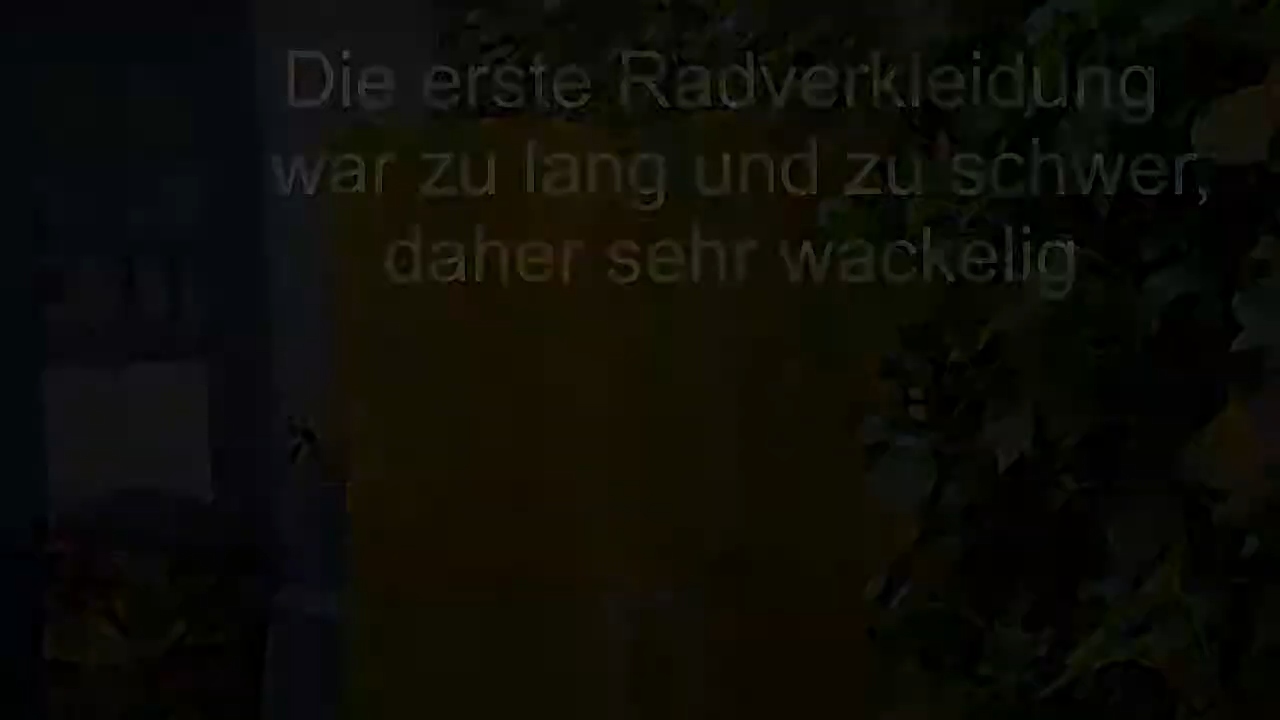 Die erste Radverkleidung
war zu lang und zu schwer,
daher sehr wackelig